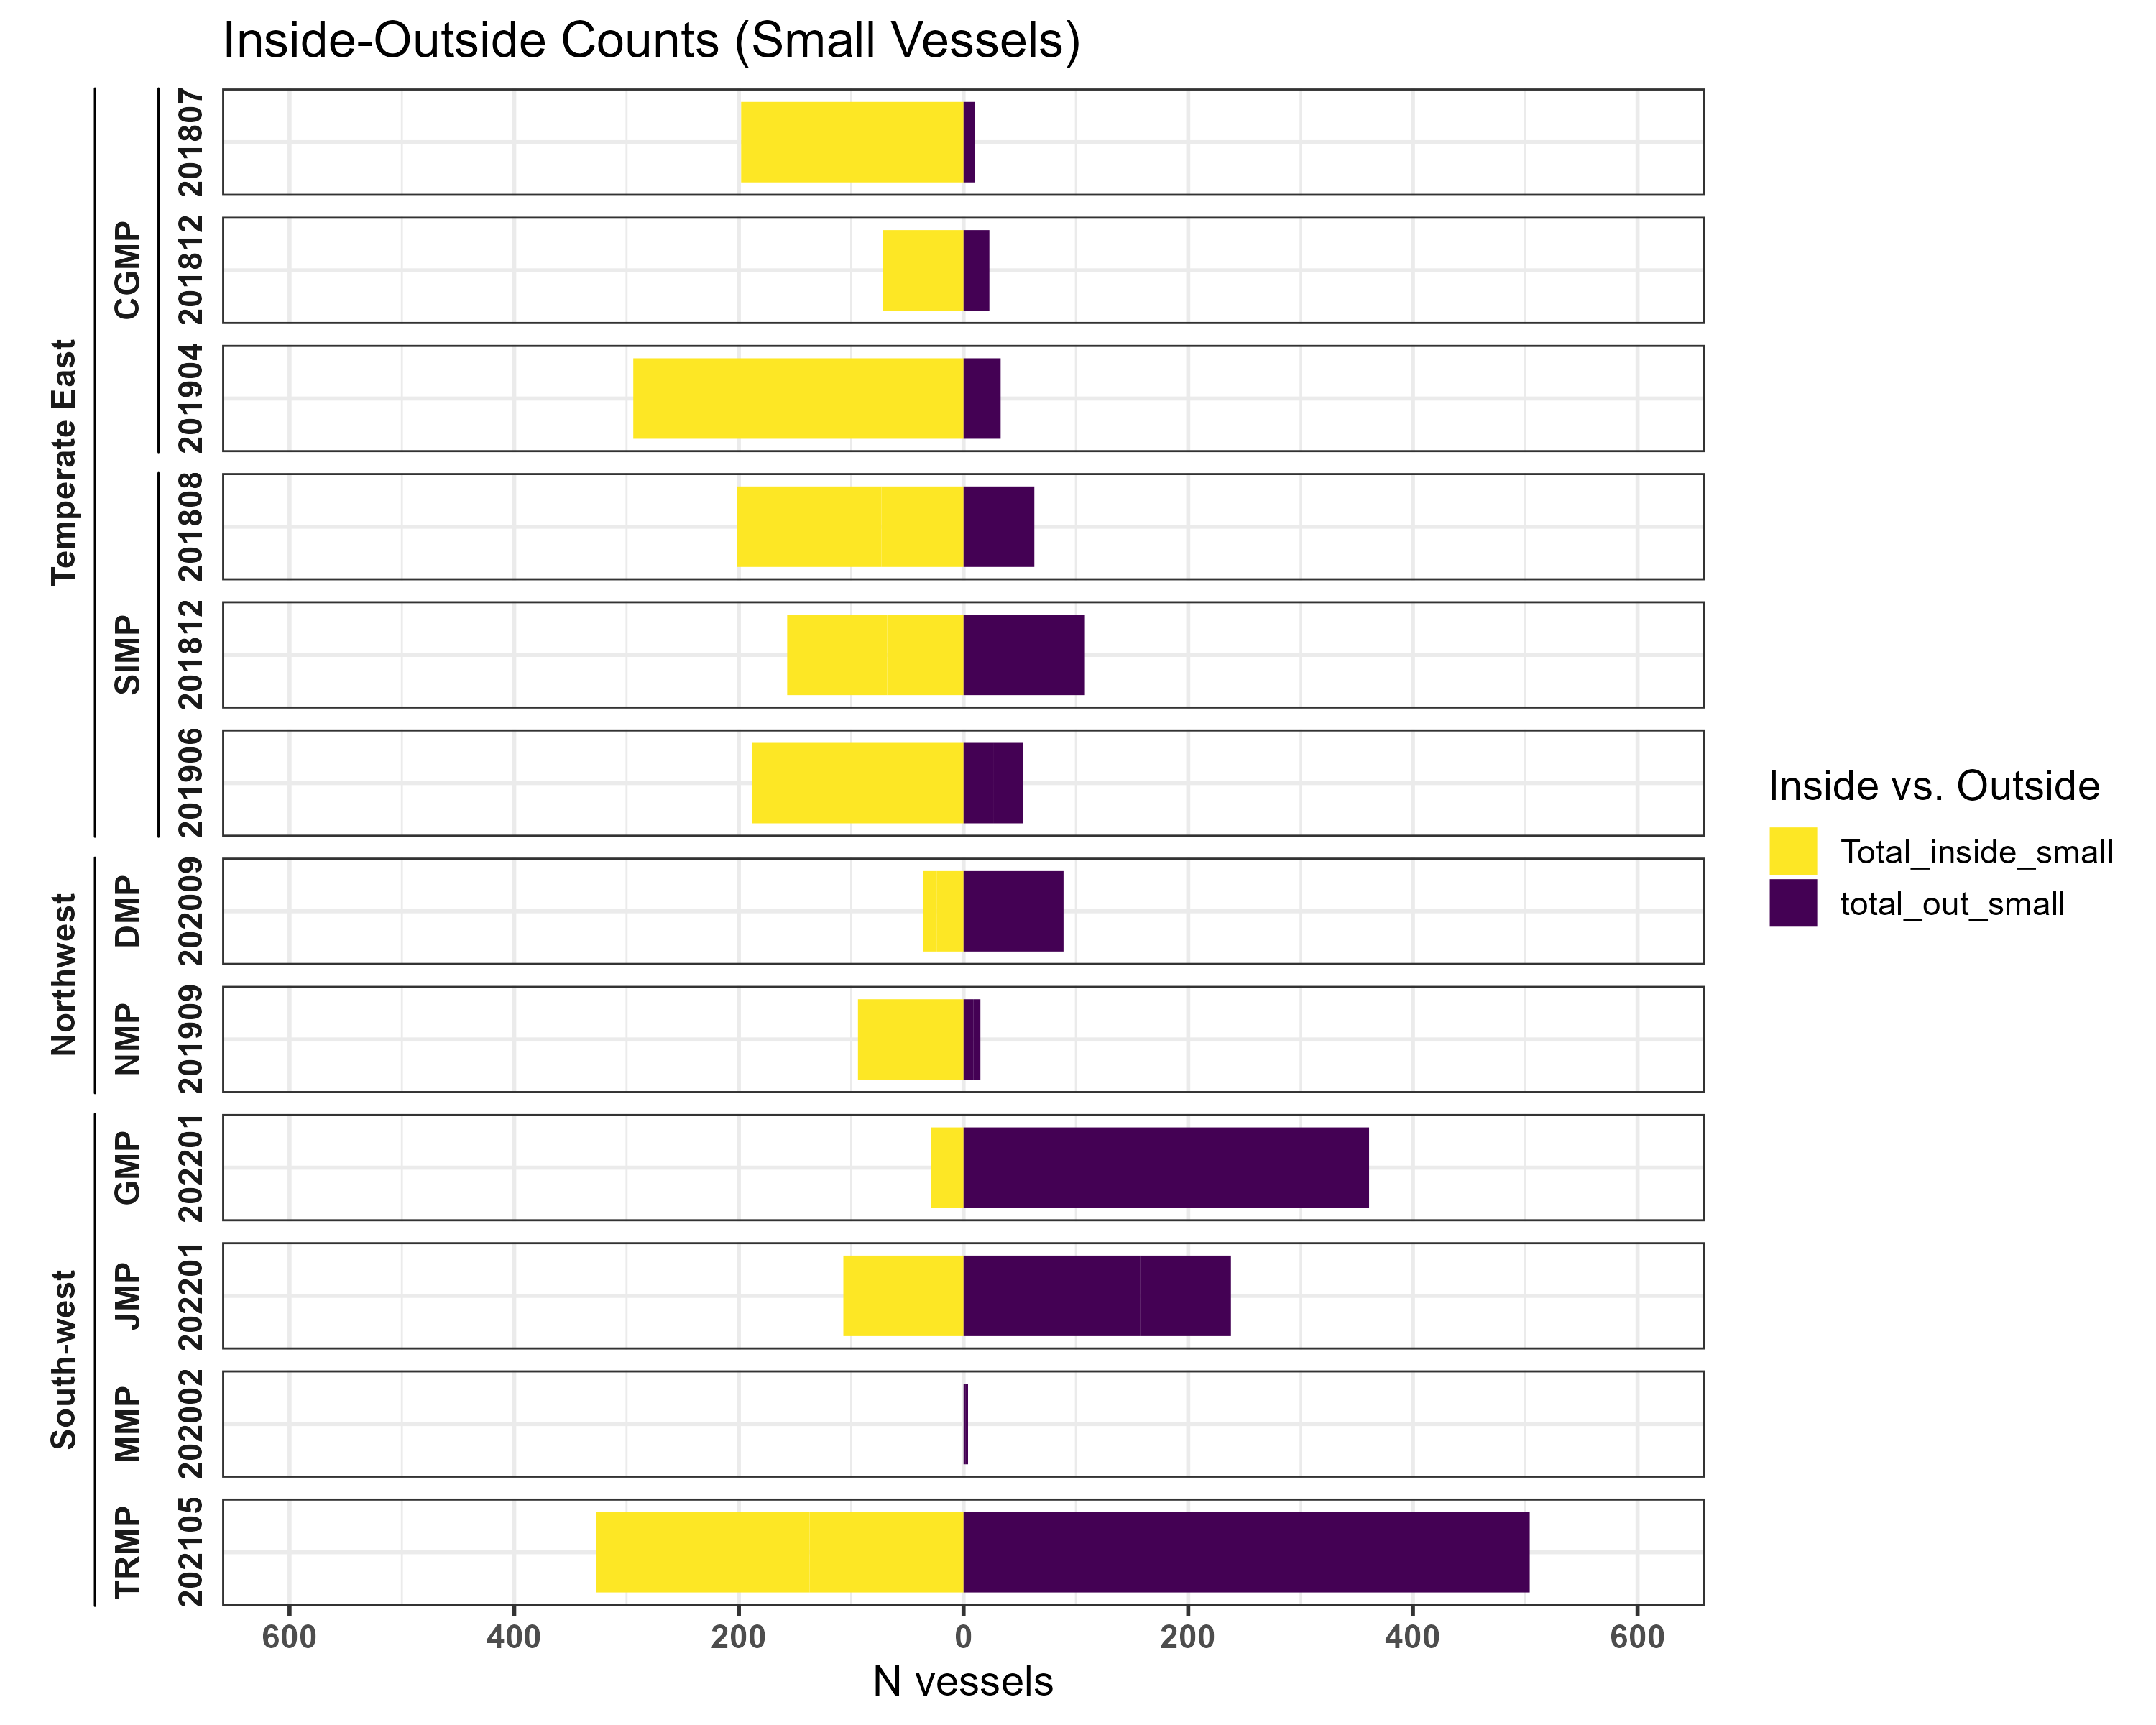 Inside-Outside Counts (Small Vessels)
Temperate East
CGMP
201807
201812
201904
SIMP
201808
201812
201906
Northwest
DMP
202009
NMP
201909
South-west
GMP
202201
JMP
202201
MMP
202002
TRMP
202105
600 400 200 0 200 400 600
N vessels
Inside vs. Outside
Total_inside_small
total_out_small